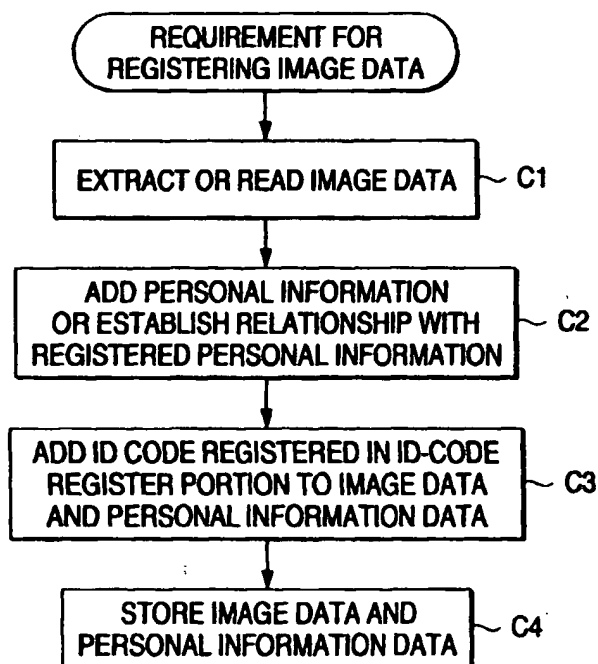 REQUIREMENT FOR
REGISTERING IMAGE DATA
EXTRACT OR READ IMAGE DATA
C1
ADD PERSONAL INFORMATION
OR ESTABLISH RELATIONSHIP WITH
REGISTERED PERSONAL INFORMATION
C2
ADD ID CODE REGISTERED IN ID-CODE
REGISTER PORTION TO IMAGE DATA
AND PERSONAL INFORMATION DATA
C3
STORE IMAGE DATA AND
PERSONAL INFORMATION DATA
C4